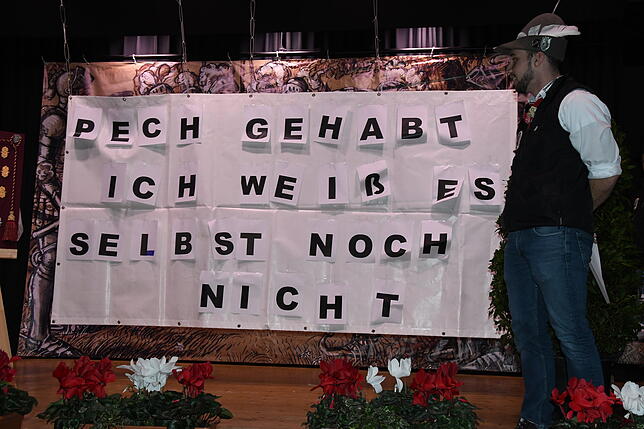 PECH GEHABT
ICH WEIß ES
SELBST NOCH
NICHT